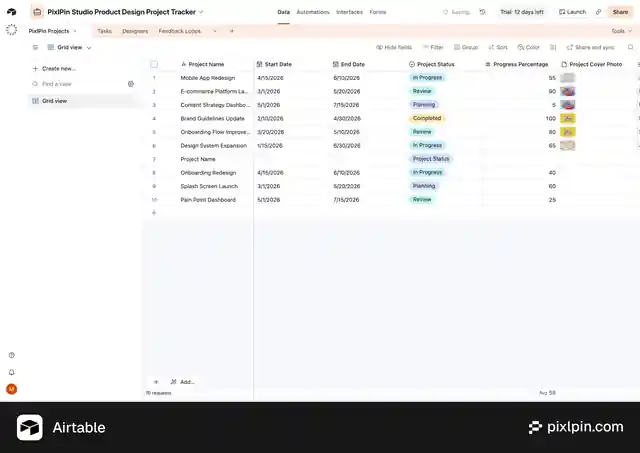 PixlPin Studio Product Design Project Tracker
Data Automations Interfaces Forms
Saving... Trial: 12 days left Launch Share
PixlPin Projects Tasks Designers Feedback Loops Tools
Grid view Hide fields Filter Group Sort Color Share and sync
Create new...
Find a view
Grid view
Project Name Start Date End Date Project Status Progress Percentage Project Cover Photo
1 Mobile App Redesign 4/15/2026 6/10/2026 In Progress 55
2 E-commerce Platform La... 3/1/2026 5/20/2026 Review 90
3 Content Strategy Dashbo... 5/1/2026 7/15/2026 Planning 5
4 Brand Guidelines Update 2/10/2026 4/30/2026 Completed 100
5 Onboarding Flow Improve... 3/20/2026 5/10/2026 Review 80
6 Design System Expansion 1/15/2026 6/30/2026 In Progress 65
7 Project Name Project Status
8 Onboarding Redesign 4/15/2026 6/10/2026 In Progress 40
9 Splash Screen Launch 3/1/2026 5/20/2026 Planning 60
10 Pain Point Dashboard 5/1/2026 7/15/2026 Review 25
+ Add...
M
Avg 58
Airtable
pixlpin.com